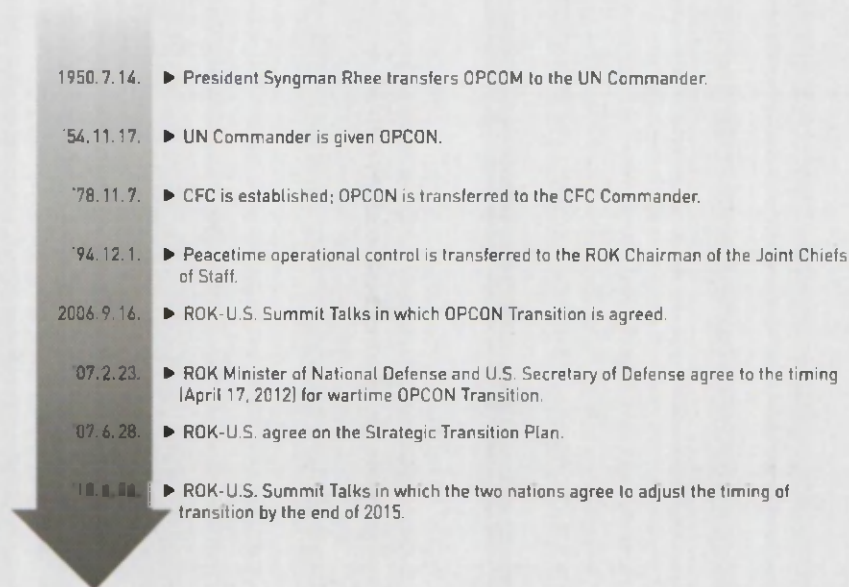 1950.7.14. ▶ President Syngman Rhee transfers OPCOM to the UN Commander.
'54.11.17. ▶ UN Commander is given OPCON.
'78.11.7. ▶ CFC is established; OPCON is transferred to the CFC Commander.
'94.12.1. ▶ Peacetime operational control is transferred to the ROK Chairman of the Joint Chiefs
of Staff.
2006.9.16. ▶ ROK-U.S. Summit Talks in which OPCON Transition is agreed.
'07.2.23. ▶ ROK Minister of National Defense and U.S. Secretary of Defense agree to the timing
(April 17, 2012) for wartime OPCON Transition.
'07.6.28. ▶ ROK-U.S. agree on the Strategic Transition Plan.
▶ ROK-U.S. Summit Talks in which the two nations agree to adjust the timing of
transition by the end of 2015.